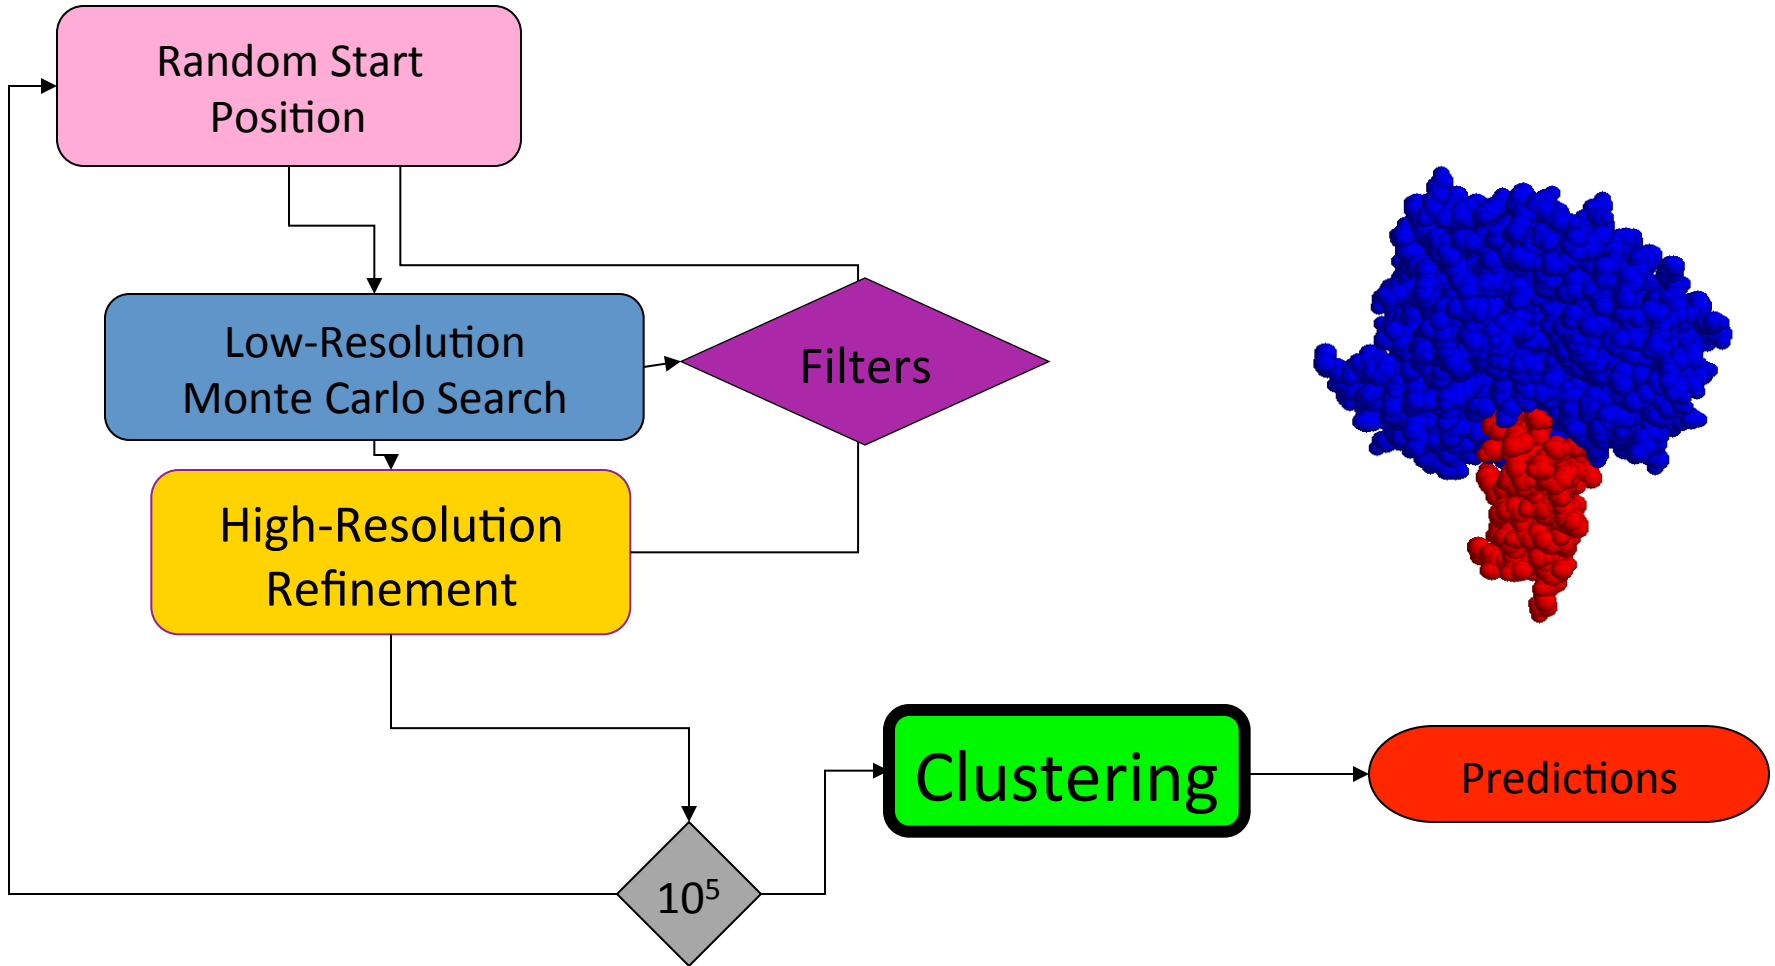 Random Start
Position
Low-Resolution
Monte Carlo Search
Filters
High-Resolution
Refinement
Clustering
Predictions
10⁵